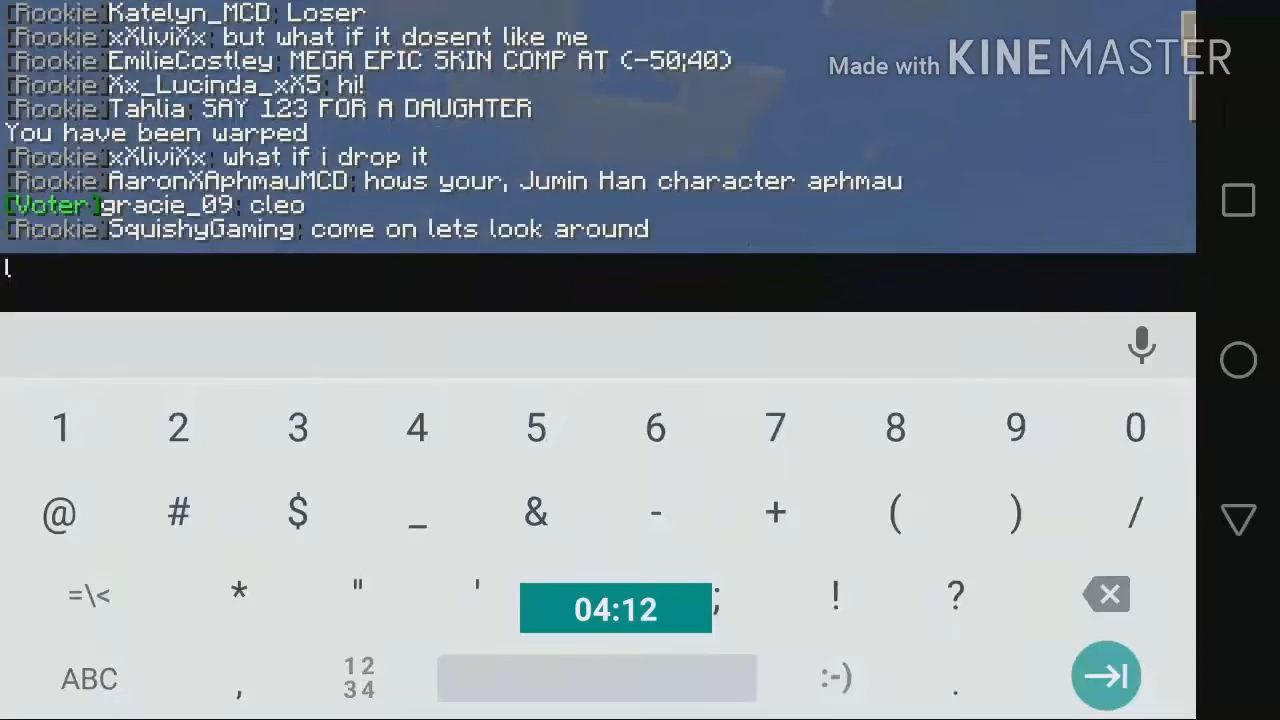 [Rookie]Katelyn_MCD: Loser
[Rookie]xXliviXx: but what if it dosent like me
[Rookie]EmilieCostley: MEGA EPIC SKIN COMP AT (-50;40)
[Rookie]Xx_Lucinda_xX5: hi!
[Rookie]Tahlia: SAY 123 FOR A DAUGHTER
You have been warped
[Rookie]xXliviXx: what if i drop it
[Rookie]AaronXAphmauMCD: hows your, Jumin Han character aphmau
[Voter]gracie_09: cleo
[Rookie]SquishyGaming: come on lets look around
Made with KINEMASTER
1 2 3 4 5 6 7 8 9 0
@ # $ _ & - + ( ) /
=\< * " ' ; ! ?
04:12
ABC , 12 34 :-) .